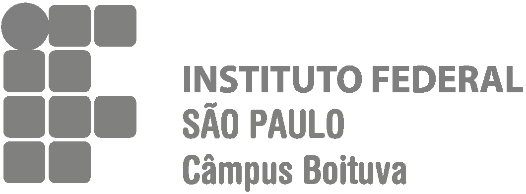 INSTITUTO FEDERAL
SÃO PAULO
Câmpus Boituva